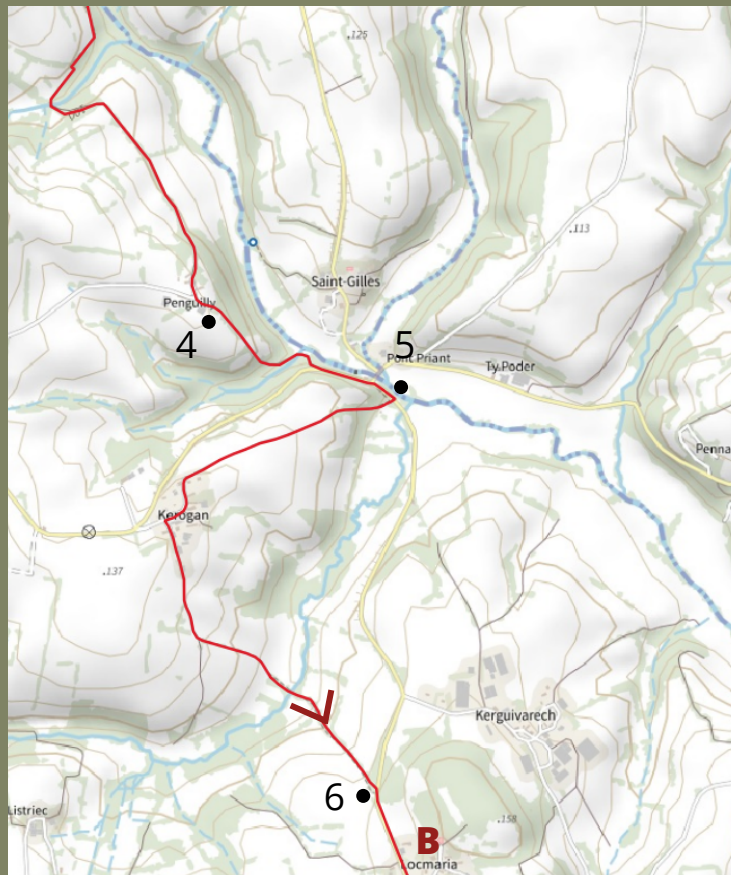 .125
.113
Saint-Gilles
Penguilly
4
5
Pont Priant
Ty Poder
Penna
Kerogan
.137
Kerguivarech
6
Listriec
.158
B
Locmaria